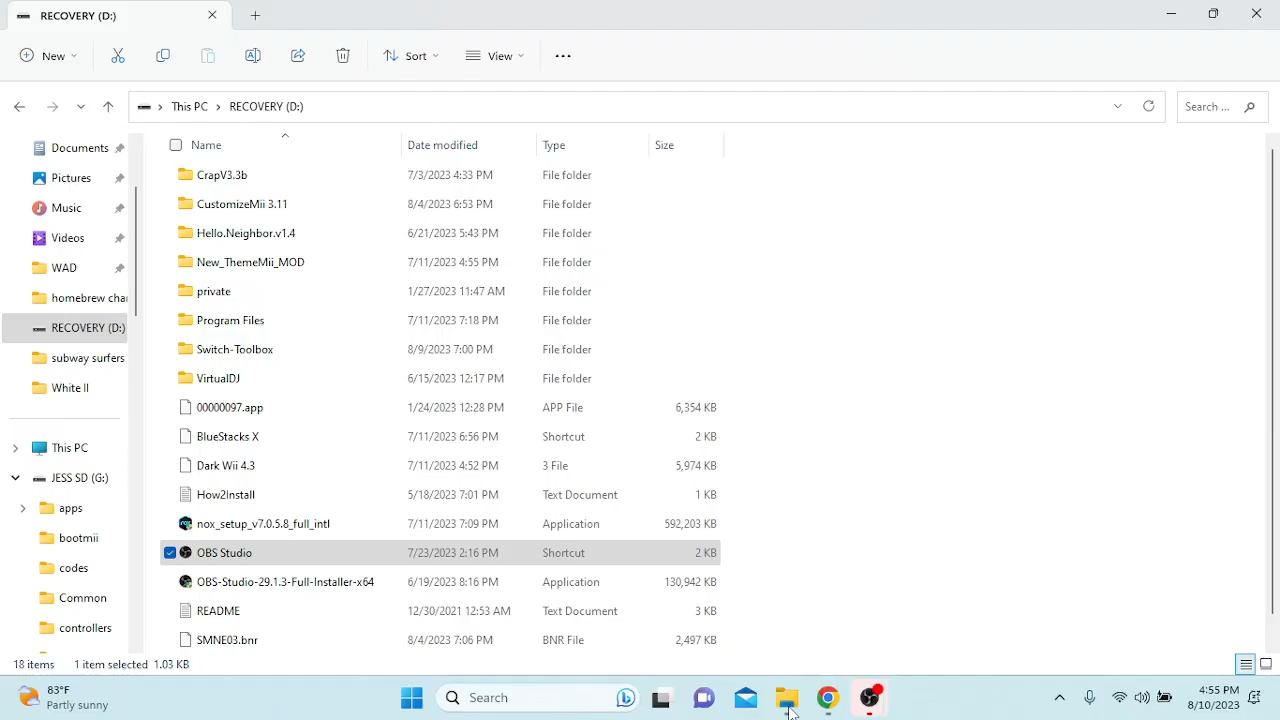 RECOVERY (D:)
New
Sort
View
This PC > RECOVERY (D:)
Search ...
Name Date modified Type Size
Documents
Pictures
Music
Videos
WAD
homebrew cha
RECOVERY (D:)
subway surfers
White II
This PC
JESS SD (G:)
apps
bootmii
codes
Common
controllers
CrapV3.3b 7/3/2023 4:33 PM File folder
CustomizeMii 3.11 8/4/2023 6:53 PM File folder
Hello.Neighbor.v1.4 6/21/2023 5:43 PM File folder
New_ThemeMii_MOD 7/11/2023 4:55 PM File folder
private 1/27/2023 11:47 AM File folder
Program Files 7/11/2023 7:18 PM File folder
Switch-Toolbox 8/9/2023 7:00 PM File folder
VirtualDJ 6/15/2023 12:17 PM File folder
00000097.app 1/24/2023 12:28 PM APP File 6,354 KB
BlueStacks X 7/11/2023 6:56 PM Shortcut 2 KB
Dark Wii 4.3 7/11/2023 4:52 PM 3 File 5,974 KB
How2Install 5/18/2023 7:01 PM Text Document 1 KB
nox_setup_v7.0.5.8_full_intl 7/11/2023 7:09 PM Application 592,203 KB
OBS Studio 7/23/2023 2:16 PM Shortcut 2 KB
OBS-Studio-29.1.3-Full-Installer-x64 6/19/2023 8:16 PM Application 130,942 KB
README 12/30/2021 12:53 AM Text Document 3 KB
SMNE03.bnr 8/4/2023 7:06 PM BNR File 2,497 KB
18 items 1 item selected 1.03 KB
83°F
Partly sunny
Search
4:55 PM
8/10/2023